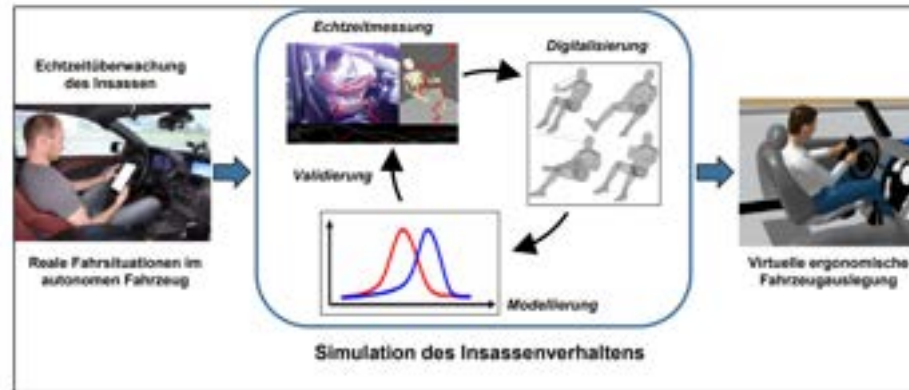 Echtzeitüberwachung
des Insassen
Reale Fahrsituationen im
autonomen Fahrzeug
Echtzeitmessung
Digitalisierung
Validierung
Modellierung
Simulation des Insassenverhaltens
Virtuelle ergonomische
Fahrzeugauslegung